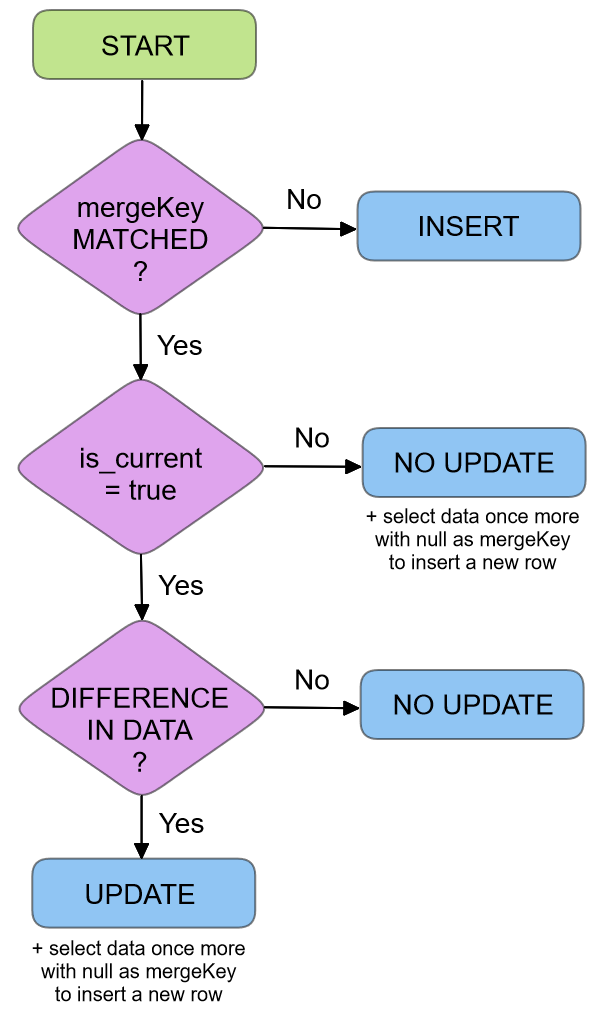 START
mergeKey
MATCHED
?
No
INSERT
Yes
is_current
= true
No
NO UPDATE
+ select data once more
with null as mergeKey
to insert a new row
Yes
DIFFERENCE
IN DATA
?
No
NO UPDATE
Yes
UPDATE
+ select data once more
with null as mergeKey
to insert a new row